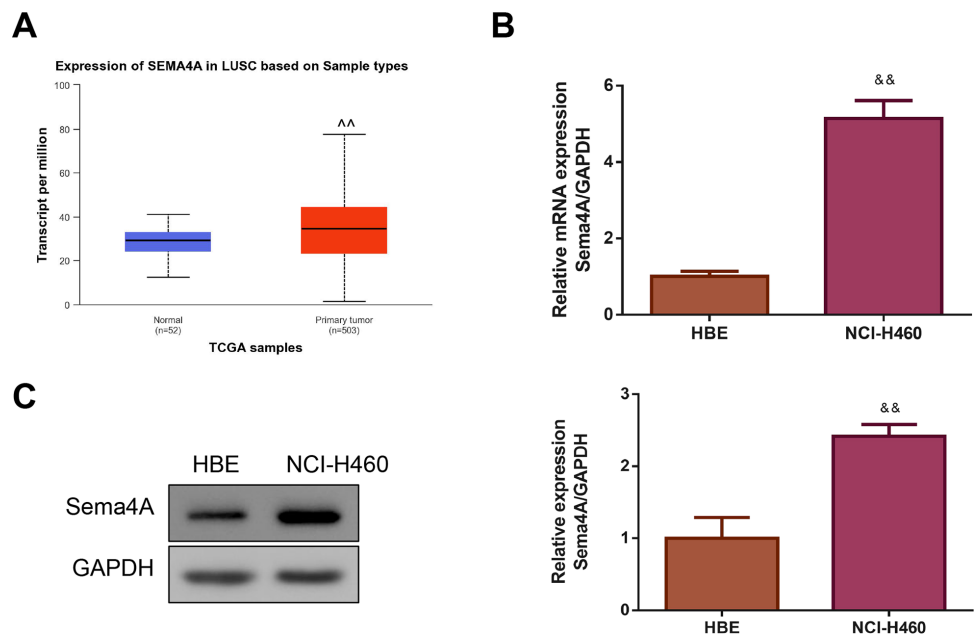 A
Expression of SEMA4A in LUSC based on Sample types
Transcript per million
100
80
60
40
20
0
^^
Normal
(n=52)
Primary tumor
(n=503)
TCGA samples
B
Relative mRNA expression
Sema4A/GAPDH
6
4
2
0
&&
HBE
NCI-H460
C
HBE
NCI-H460
Sema4A
GAPDH
Relative expression
Sema4A/GAPDH
3
2
1
0
&&
HBE
NCI-H460